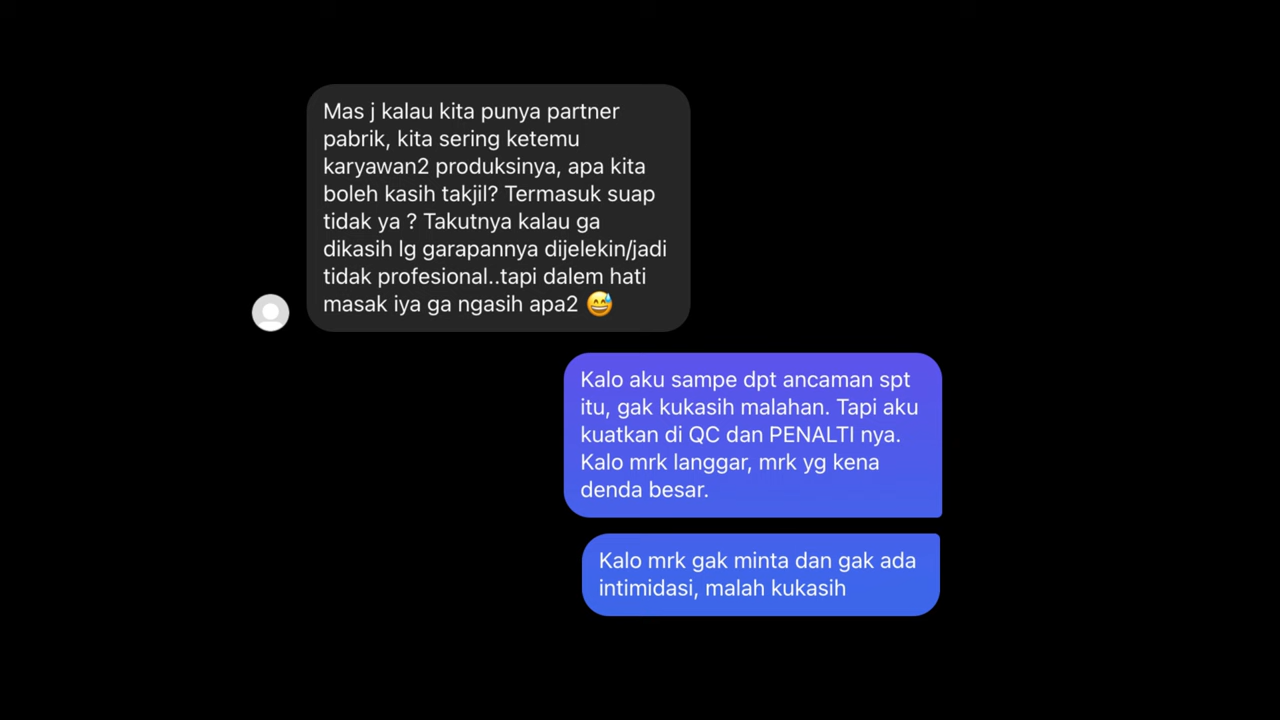 Mas j kalau kita punya partner
pabrik, kita sering ketemu
karyawan2 produksinya, apa kita
boleh kasih takjil? Termasuk suap
tidak ya ? Takutnya kalau ga
dikasih lg garapannya dijelekin/jadi
tidak profesional..tapi dalem hati
masak iya ga ngasih apa2 😅
Kalo aku sampe dpt ancaman spt
itu, gak kukasih malahan. Tapi aku
kuatkan di QC dan PENALTI nya.
Kalo mrk langgar, mrk yg kena
denda besar.
Kalo mrk gak minta dan gak ada
intimidasi, malah kukasih